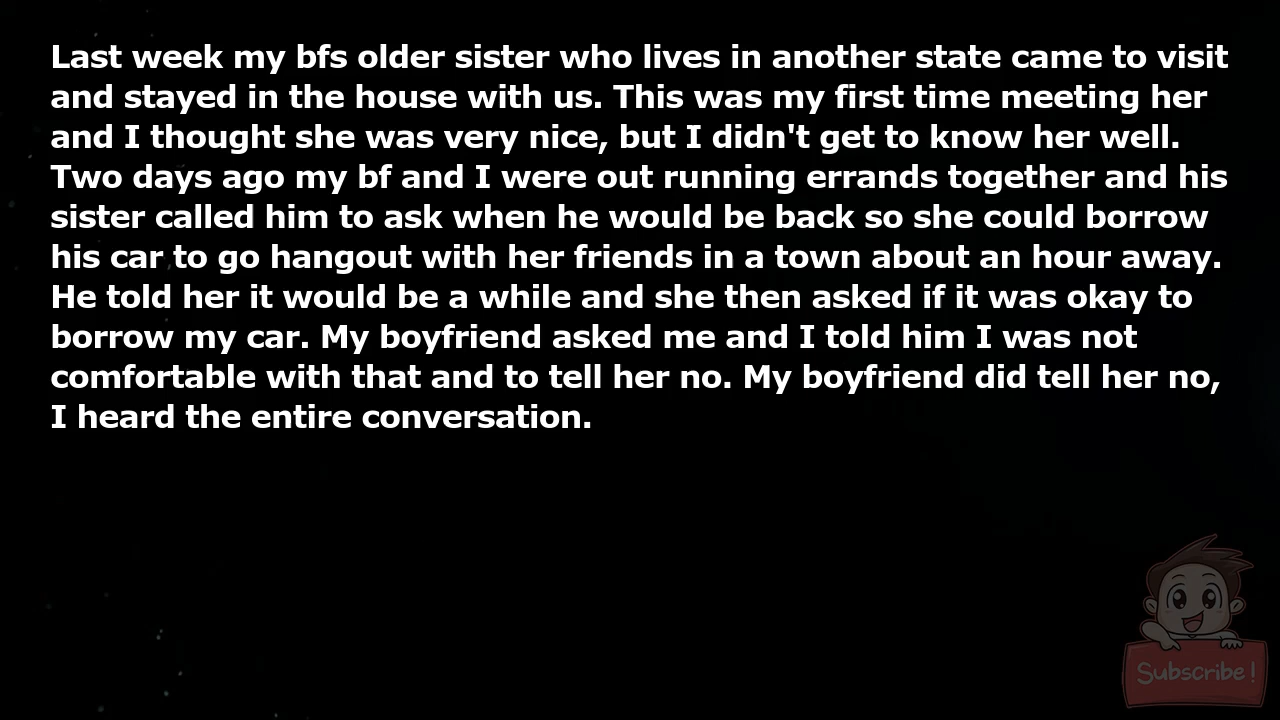 Last week my bfs older sister who lives in another state came to visit
and stayed in the house with us. This was my first time meeting her
and I thought she was very nice, but I didn't get to know her well.
Two days ago my bf and I were out running errands together and his
sister called him to ask when he would be back so she could borrow
his car to go hangout with her friends in a town about an hour away.
He told her it would be a while and she then asked if it was okay to
borrow my car. My boyfriend asked me and I told him I was not
comfortable with that and to tell her no. My boyfriend did tell her no,
I heard the entire conversation.
Subscribe!